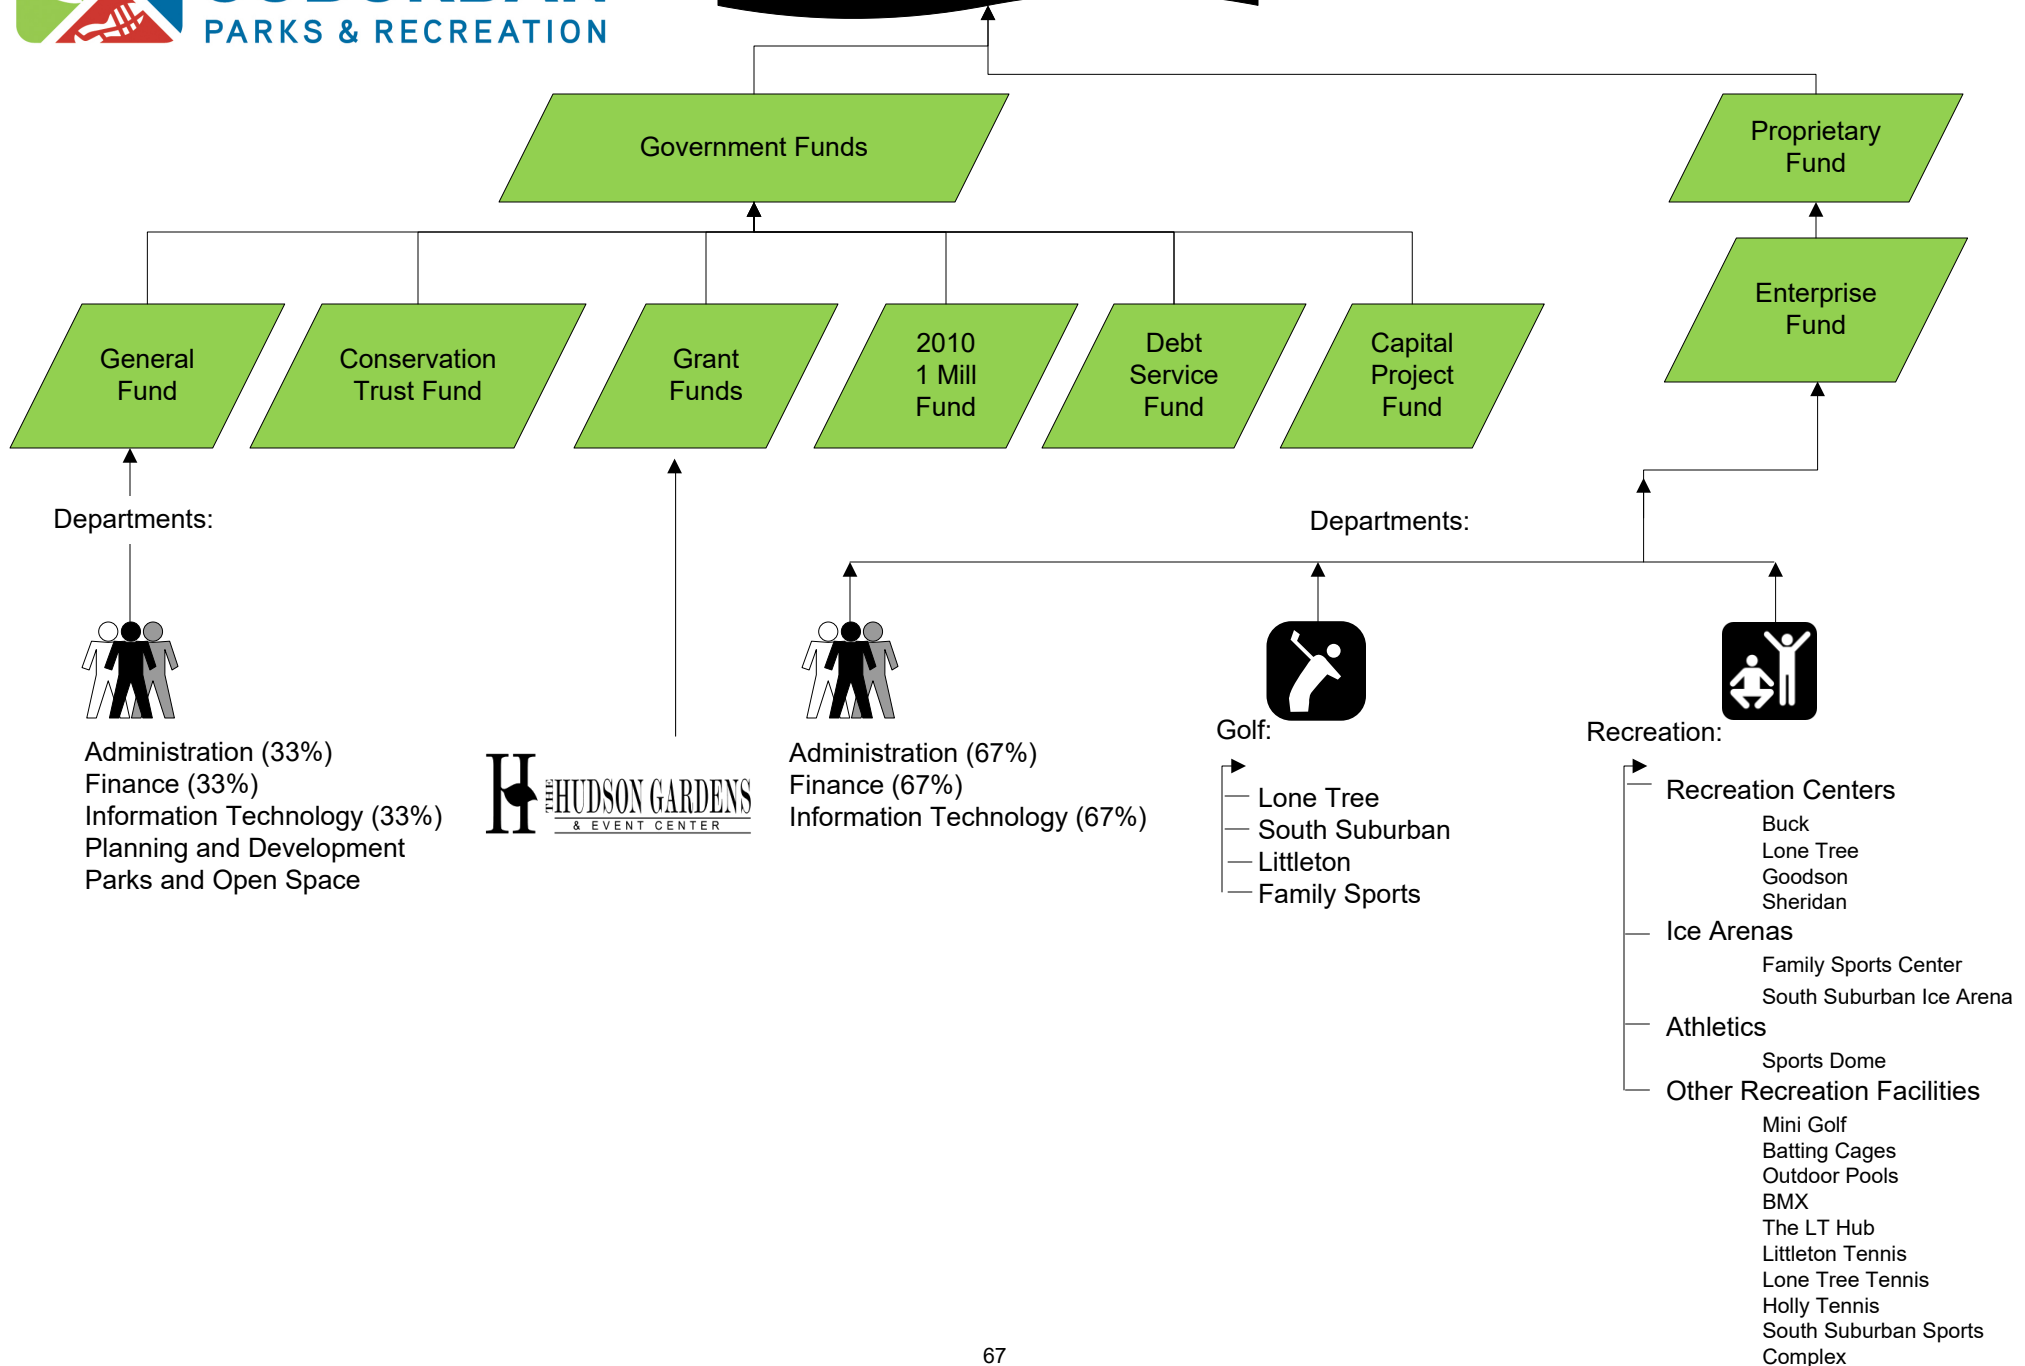 PARKS & RECREATION
Government Funds
Proprietary
Fund
Enterprise
Fund
General
Fund
Conservation
Trust Fund
Grant
Funds
2010
1 Mill
Fund
Debt
Service
Fund
Capital
Project
Fund
Departments:
Departments:
Administration (33%)
Finance (33%)
Information Technology (33%)
Planning and Development
Parks and Open Space
THE HUDSON GARDENS
& EVENT CENTER
Administration (67%)
Finance (67%)
Information Technology (67%)
Golf:
Lone Tree
South Suburban
Littleton
Family Sports
Recreation:
Recreation Centers
Buck
Lone Tree
Goodson
Sheridan
Ice Arenas
Family Sports Center
South Suburban Ice Arena
Athletics
Sports Dome
Other Recreation Facilities
Mini Golf
Batting Cages
Outdoor Pools
BMX
The LT Hub
Littleton Tennis
Lone Tree Tennis
Holly Tennis
South Suburban Sports
Complex
67